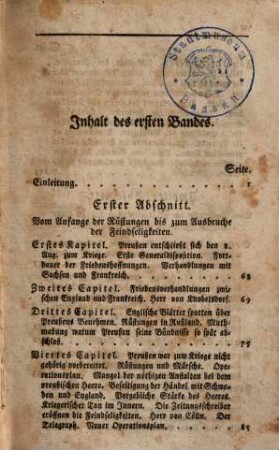 Stadtmuseum
Bautzen
Inhalt des ersten Bandes.
Seite.
Einleitung. . . . . . . . . . . . 1
Erster Abschnitt.
Vom Anfange der Rüstungen bis zum Ausbruche
der Feindseligkeiten.
Erstes Kapitel. Preußen entschließt sich den 9.
Aug. zum Kriege. Erste Generaldisposition. Fort-
dauer der Friedenshoffnungen. Verhandlungen mit
Sachsen und Frankreich. . . . . . . . 63
Zweites Capitel. Friedensverhandlungen zwi-
schen England und Frankreich. Herr von Knobelsdorf. 69
Drittes Capitel. Englische Blätter spotten über
Preußens Benehmen. Rüstungen in Rußland. Muth-
maßung warum Preußen seine Bündnisse so spät ab-
schloß. . . . . . . . . . . . 75
Viertes Capitel. Preußen war zum Kriege nicht
gehörig vorbereitet. Rüstungen und Märsche. Ope-
rationsplan. Mangel der nöthigen Anstalten bei dem
preußischen Heere. Beseitigung der Händel mit Schwe-
den und England. Vorgebliche Stärke des Heeres.
Kriegerischer Ton im Innern. Die Zeitungsschreiber
eröffnen die Feindseligkeiten. Herr von Cölln. Der
Telegraph. Neuer Operationsplan. . . . . . 85